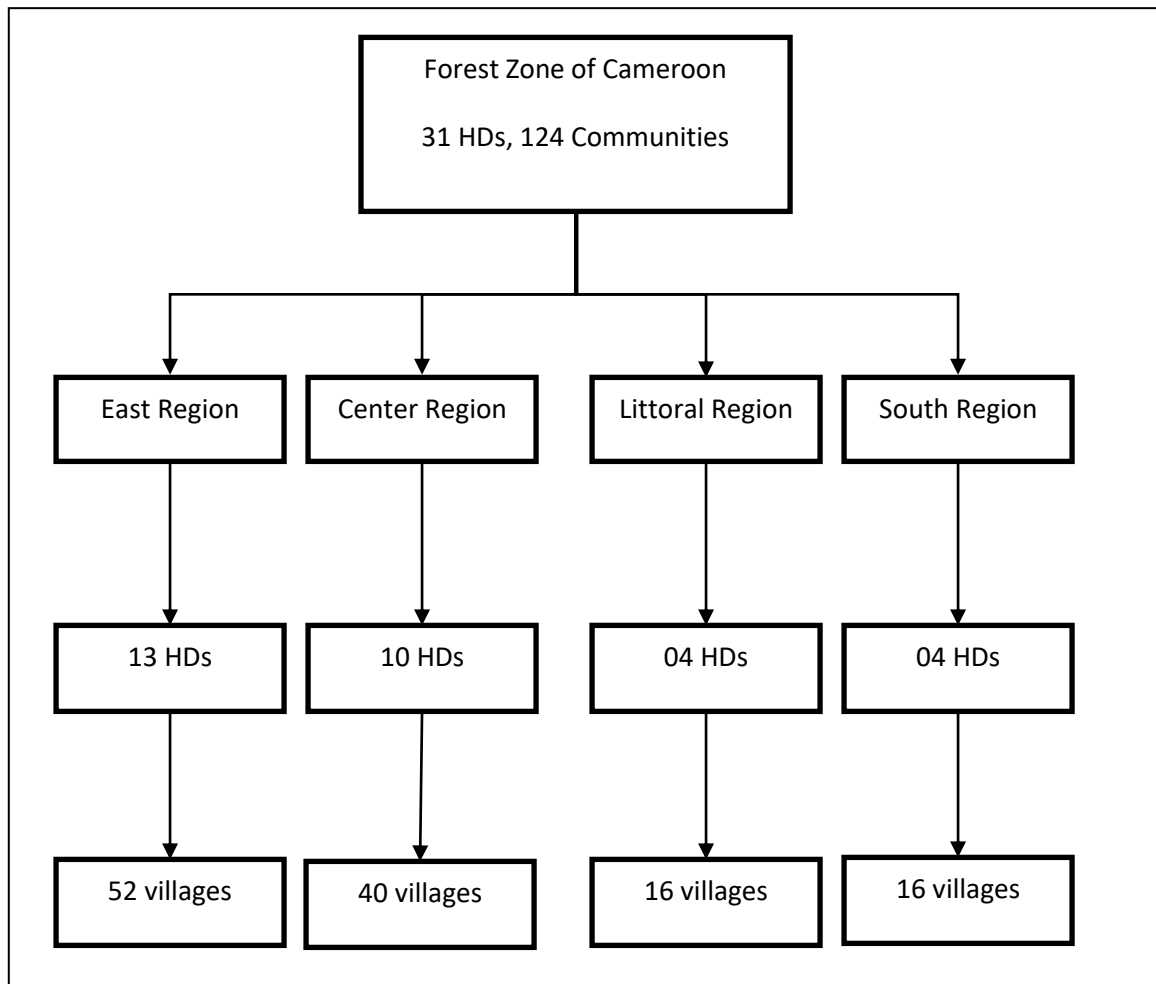 Forest Zone of Cameroon
31 HDs, 124 Communities
East Region
Center Region
Littoral Region
South Region
13 HDs
10 HDs
04 HDs
04 HDs
52 villages
40 villages
16 villages
16 villages